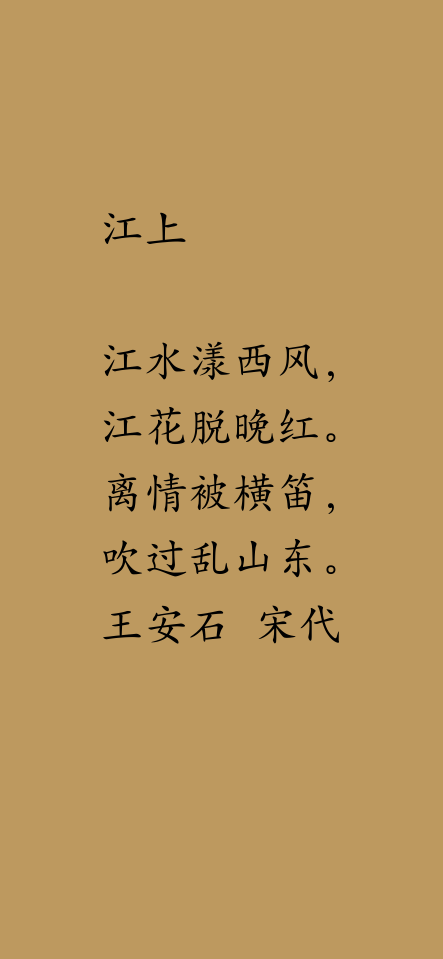 江上
江水漾西风，
江花脱晚红。
离情被横笛，
吹过乱山东。
王安石 宋代